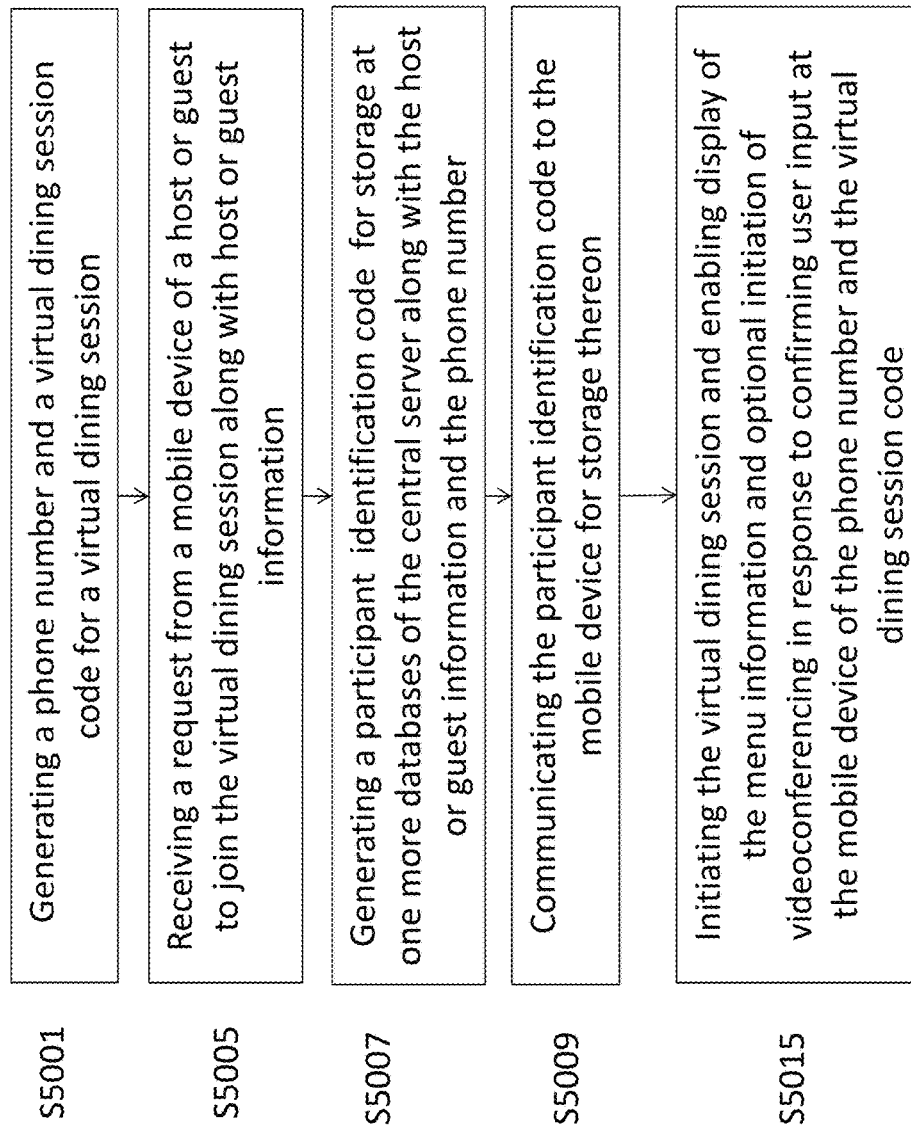 S5001
Generating a phone number and a virtual dining session
code for a virtual dining session
S5005
Receiving a request from a mobile device of a host or guest
to join the virtual dining session along with host or guest
information
S5007
Generating a participant identification code for storage at
one more databases of the central server along with the host
or guest information and the phone number
S5009
Communicating the participant identification code to the
mobile device for storage thereon
S5015
Initiating the virtual dining session and enabling display of
the menu information and optional initiation of
videoconferencing in response to confirming user input at
the mobile device of the phone number and the virtual
dining session code